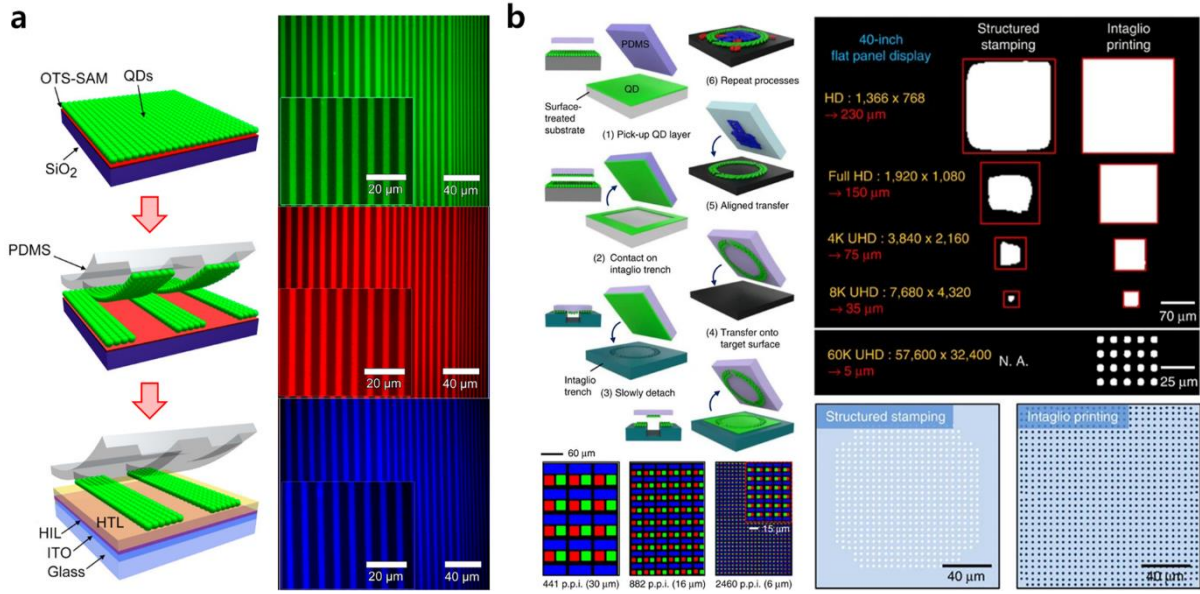 a
OTS-SAM
QDs
SiO2
PDMS
HTL
HIL
ITO
Glass
20 μm
40 μm
20 μm
40 μm
20 μm
40 μm
b
PDMS
QD
Surface-
treated
substrate
(1) Pick-up QD layer
(2) Contact on
intaglio trench
Intaglio
trench
(3) Slowly detach
(4) Transfer onto
target surface
(5) Aligned transfer
(6) Repeat processes
60 μm
15 μm
441 p.p.i. (30 μm)
882 p.p.i. (16 μm)
2460 p.p.i. (6 μm)
40-inch
flat panel display
Structured
stamping
Intaglio
printing
HD : 1,366 x 768
→ 230 μm
Full HD : 1,920 x 1,080
→ 150 μm
4K UHD : 3,840 x 2,160
→ 75 μm
8K UHD : 7,680 x 4,320
→ 35 μm
70 μm
60K UHD : 57,600 x 32,400
→ 5 μm
N. A.
25 μm
Structured stamping
40 μm
Intaglio printing
40 μm